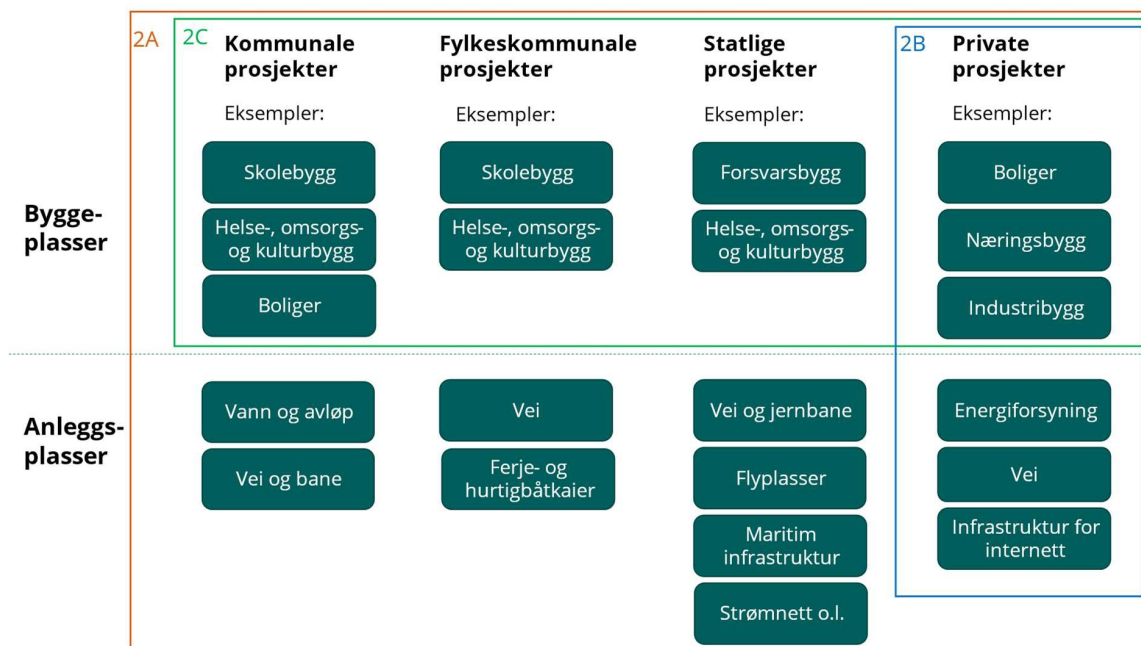 2A
2C
Kommunale
prosjekter
Eksempler:
Fylkeskommunale
prosjekter
Eksempler:
Statlige
prosjekter
Eksempler:
2B
Private
prosjekter
Eksempler:
Bygge-
plasser
Skolebygg
Helse-, omsorgs-
og kulturbygg
Boliger
Skolebygg
Helse-, omsorgs-
og kulturbygg
Forsvarsbygg
Helse-, omsorgs-
og kulturbygg
Boliger
Næringsbygg
Industribygg
Anleggs-
plasser
Vann og avløp
Vei og bane
Vei
Ferje- og
hurtigbåtkaier
Vei og jernbane
Flyplasser
Maritim
infrastruktur
Strømnett o.l.
Energiforsyning
Vei
Infrastruktur for
internett